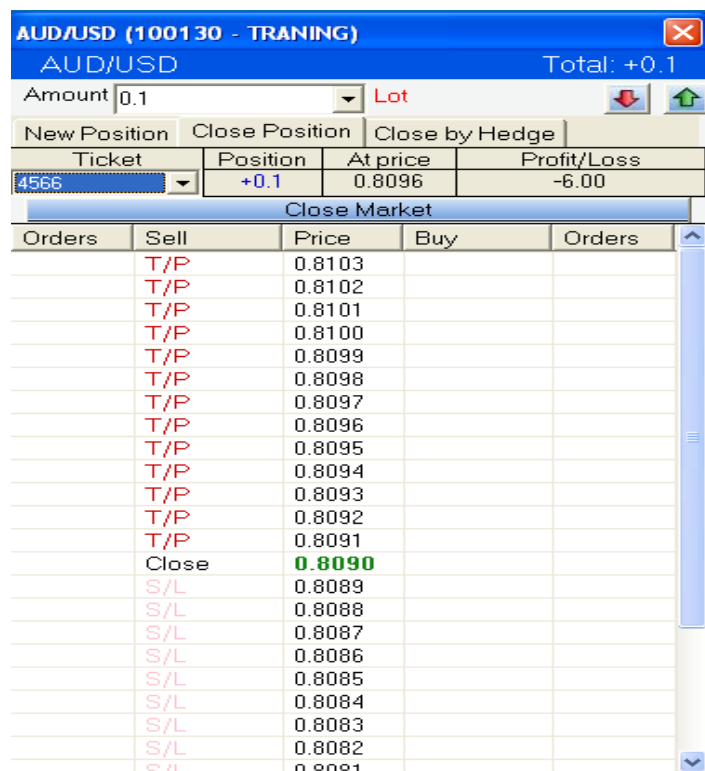 AUD/USD (100130 - TRANING)
AUD/USD Total: +0.1
Amount 0.1 Lot
New Position Close Position Close by Hedge
Ticket Position At price Profit/Loss
4566 +0.1 0.8096 -6.00
Close Market
Orders Sell Price Buy Orders
T/P 0.8103
T/P 0.8102
T/P 0.8101
T/P 0.8100
T/P 0.8099
T/P 0.8098
T/P 0.8097
T/P 0.8096
T/P 0.8095
T/P 0.8094
T/P 0.8093
T/P 0.8092
T/P 0.8091
Close 0.8090
S/L 0.8089
S/L 0.8088
S/L 0.8087
S/L 0.8086
S/L 0.8085
S/L 0.8084
S/L 0.8083
S/L 0.8082
S/L 0.8081